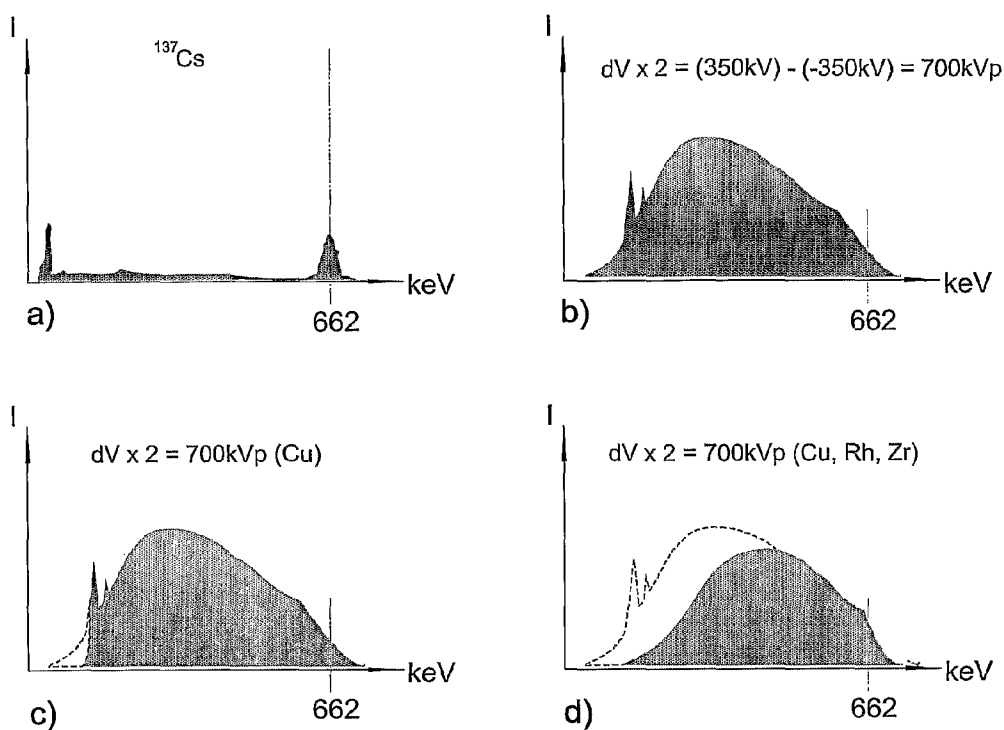 I
¹³⁷Cs
keV
662
a)
I
dV x 2 = (350kV) - (-350kV) = 700kVp
keV
662
b)
I
dV x 2 = 700kVp (Cu)
keV
662
c)
I
dV x 2 = 700kVp (Cu, Rh, Zr)
keV
662
d)